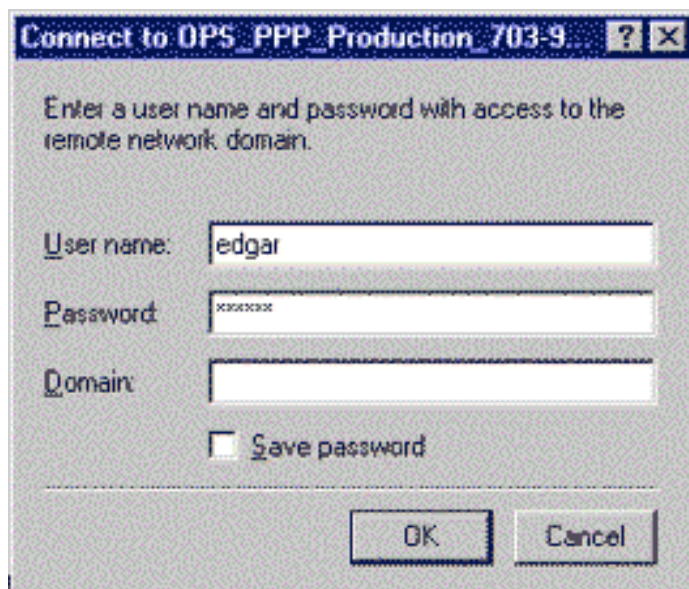 Connect to OPS_PPP_Production_703-9...
Enter a user name and password with access to the
remote network domain.
User name: edgar
Password: ******
Domain:
Save password
OK Cancel